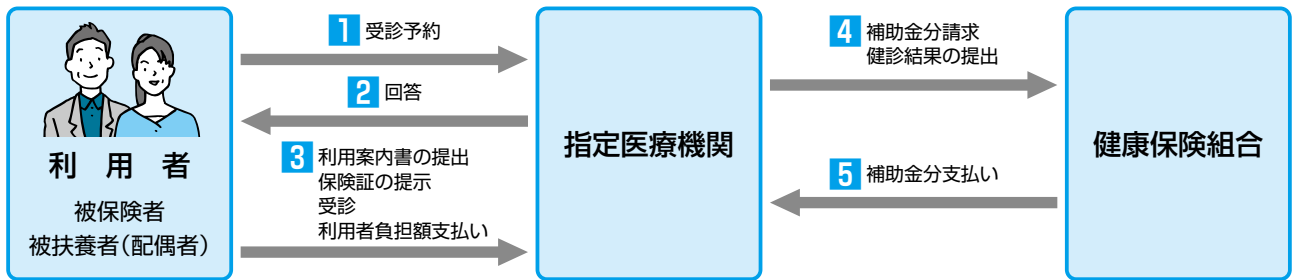 1 受診予約
2 回答
3 利用案内書の提出
保険証の提示
受診
利用者負担額支払い
利用者
被保険者
被扶養者(配偶者)
指定医療機関
4 補助金分請求
健診結果の提出
5 補助金分支払い
健康保険組合